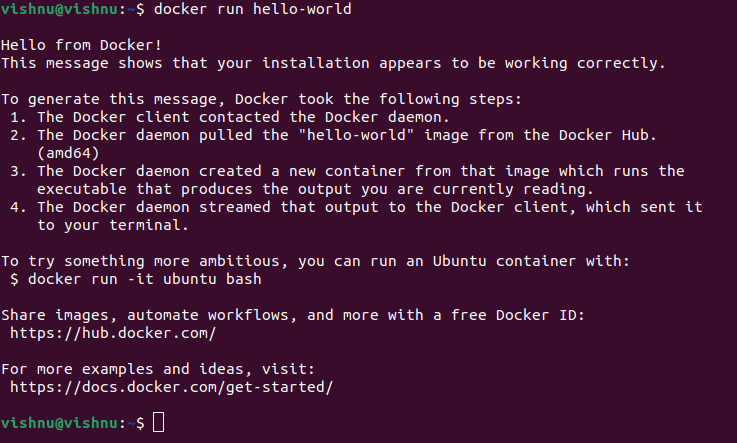 vishnu@vishnu:~$ docker run hello-world
Hello from Docker!
This message shows that your installation appears to be working correctly.
To generate this message, Docker took the following steps:
1. The Docker client contacted the Docker daemon.
2. The Docker daemon pulled the "hello-world" image from the Docker Hub.
(amd64)
3. The Docker daemon created a new container from that image which runs the
executable that produces the output you are currently reading.
4. The Docker daemon streamed that output to the Docker client, which sent it
to your terminal.
To try something more ambitious, you can run an Ubuntu container with:
$ docker run -it ubuntu bash
Share images, automate workflows, and more with a free Docker ID:
https://hub.docker.com/
For more examples and ideas, visit:
https://docs.docker.com/get-started/
vishnu@vishnu:~$